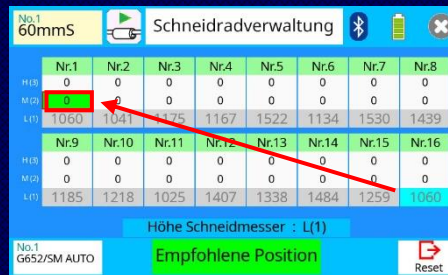 No.1
60mmS
Schneidradverwaltung
Nr.1 Nr.2 Nr.3 Nr.4 Nr.5 Nr.6 Nr.7 Nr.8
H(3) 0 0 0 0 0 0 0 0
M(2) 0 0 0 0 0 0 0 0
L(1) 1060 1041 1175 1167 1522 1134 1530 1439
Nr.9 Nr.10 Nr.11 Nr.12 Nr.13 Nr.14 Nr.15 Nr.16
H(3) 0 0 0 0 0 0 0 0
M(2) 0 0 0 0 0 0 0 0
L(1) 1185 1218 1025 1407 1338 1484 1259 1060
Höhe Schneidmesser : L(1)
No.1
G652/SM AUTO
Empfohlene Position
Reset